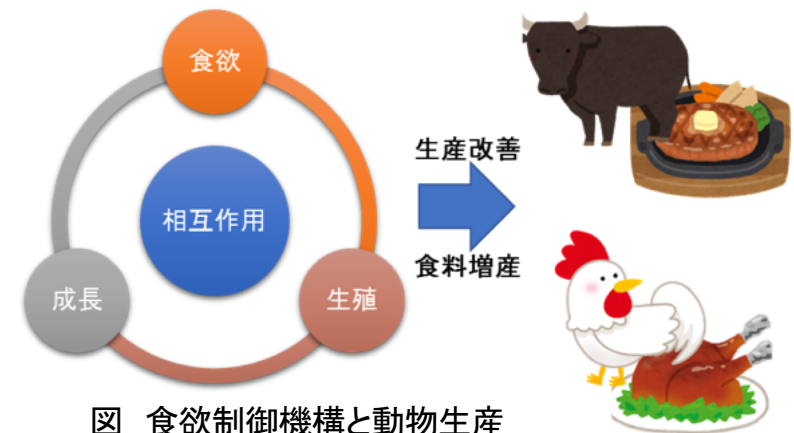 食欲
相互作用
成長
生殖
生産改善
食料増産
図 食欲制御機構と動物生産